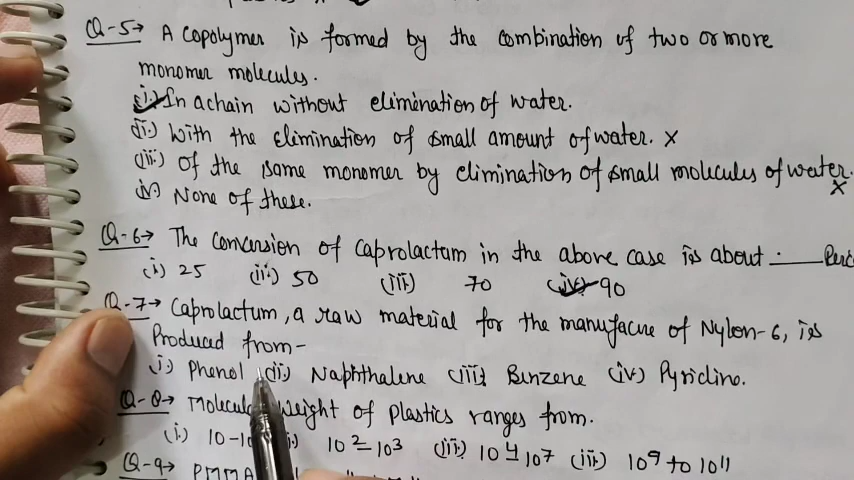 Q-5→ A copolymer is formed by the combination of two or more
monomer molecules.
(i.) In a chain without elimination of water.
(ii.) With the elimination of small amount of water. X
(iii.) Of the same monomer by elimination of small molecules of water. X
(iv) None of these.
Q-6→ The conversion of Caprolactum in the above case is about ____ Perc
(i) 25 (ii.) 50 (iii) 70 (iv) 90
Q-7→ Caprolactum, a raw material for the manufacue of Nylon-6, is
Produced from-
(i.) Phenol (ii) Naphthalene (iii) Binzene (iv) Pyridine.
Q-8→ Molecula Weight of Plastics ranges from.
(i.) 10-10 10²-10³ (iii.) 10⁴-10⁷ (iii.) 10⁹ to 10¹¹
Q-9→ PMMA